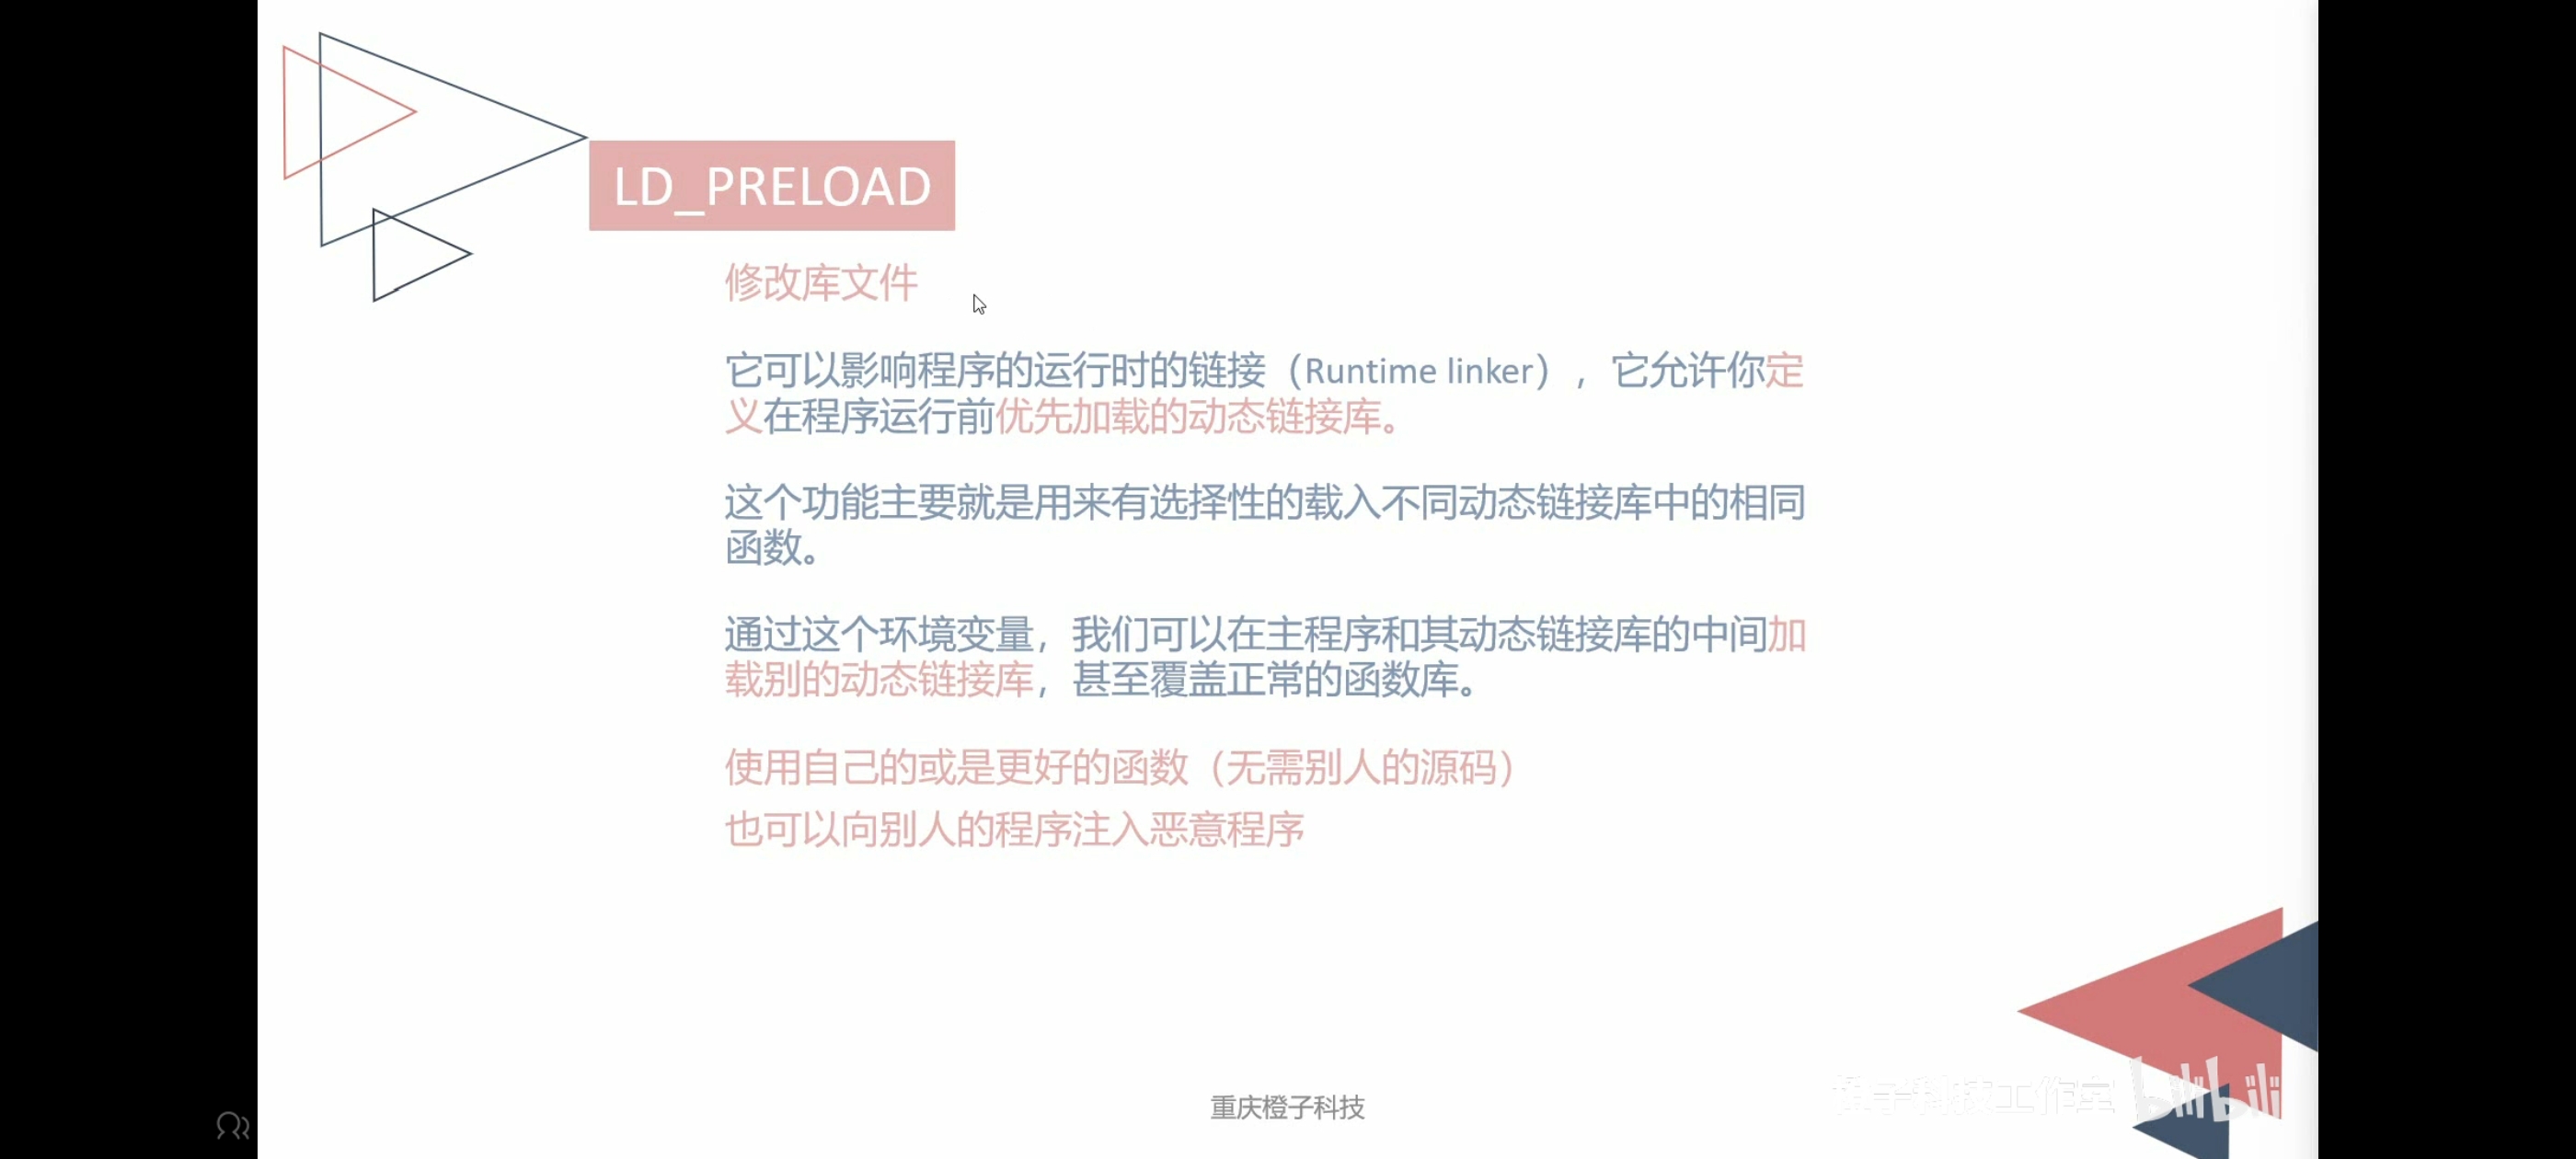 LD_PRELOAD
修改库文件
它可以影响程序的运行时的链接（Runtime linker），它允许你定
义在程序运行前优先加载的动态链接库。
这个功能主要就是用来有选择性的载入不同动态链接库中的相同
函数。
通过这个环境变量，我们可以在主程序和其动态链接库的中间加
载别的动态链接库，甚至覆盖正常的函数库。
使用自己的或是更好的函数（无需别人的源码）
也可以向别人的程序注入恶意程序
重庆橙子科技
橙子科技工作室 bilibili